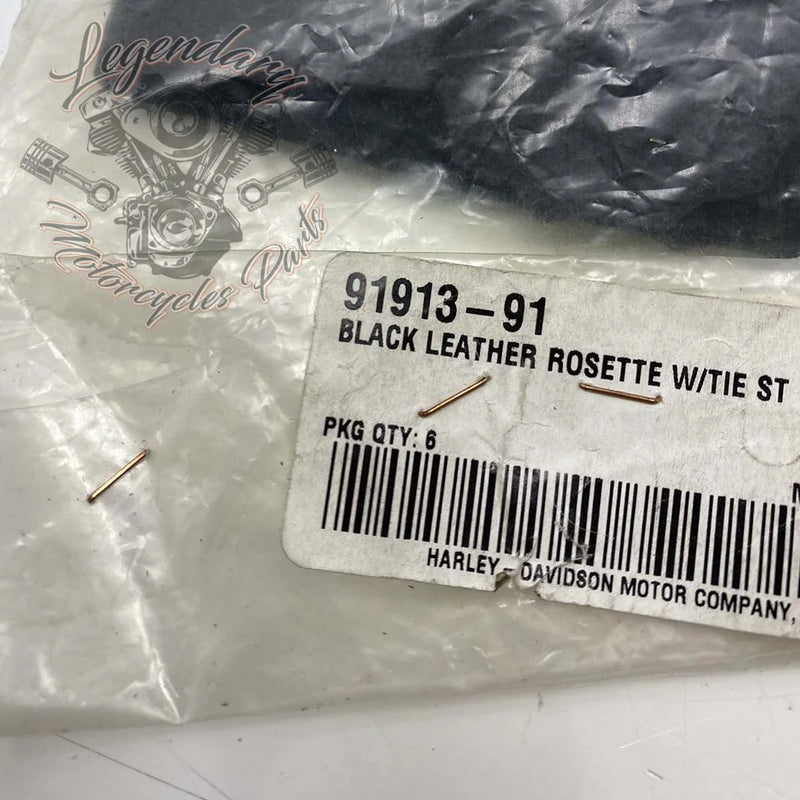 Legendary
Motorcycles Parts
91913-91
BLACK LEATHER ROSETTE W/TIE ST
PKG QTY: 6
HARLEY-DAVIDSON MOTOR COMPANY,